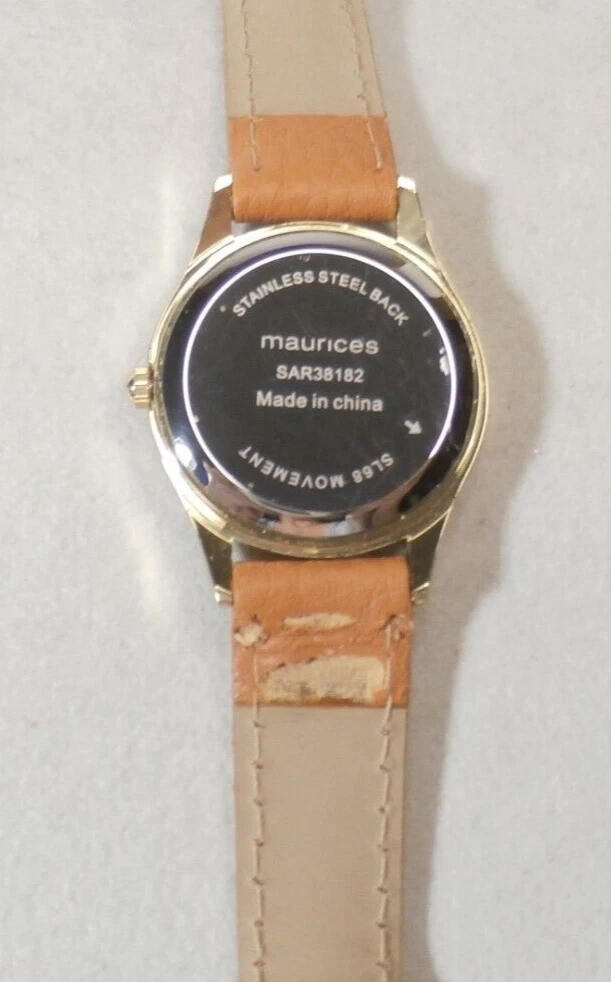 STAINLESS STEEL BACK
maurices
SAR38182
Made in china
SL68 MOVEMENT